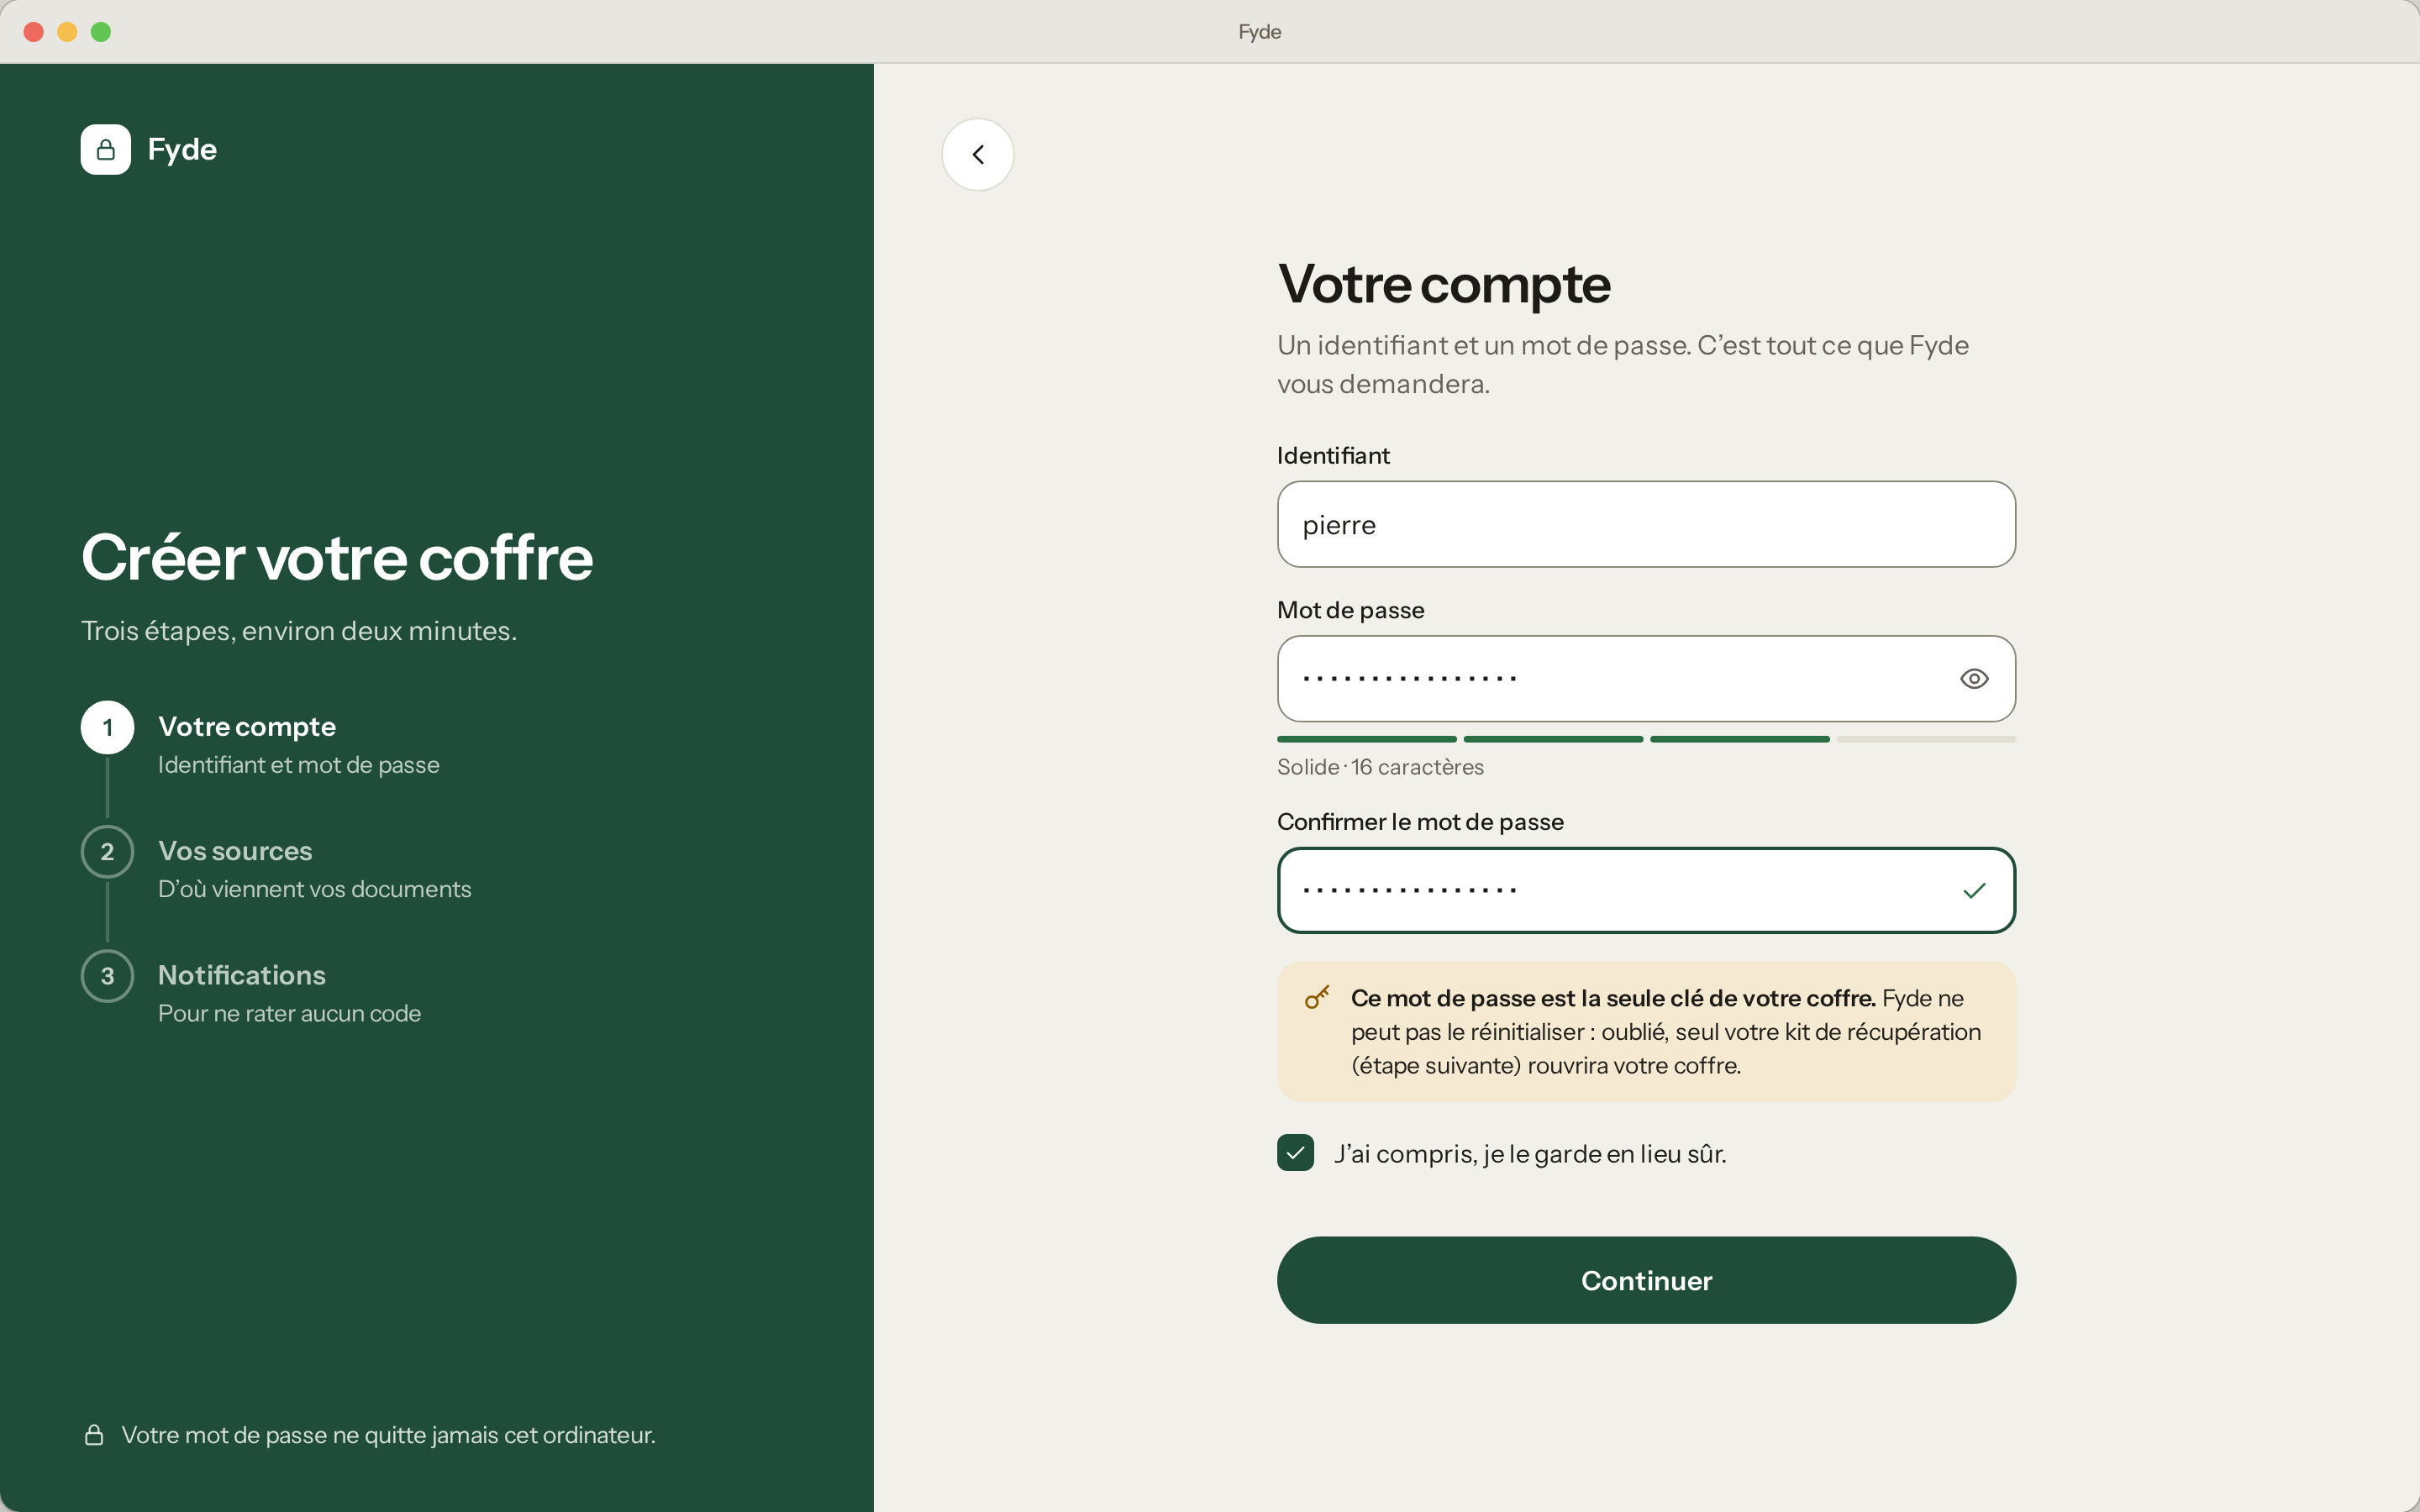 Fyde
Fyde
Créer votre coffre
Trois étapes, environ deux minutes.
1
Votre compte
Identifiant et mot de passe
2
Vos sources
D’où viennent vos documents
3
Notifications
Pour ne rater aucun code
Votre mot de passe ne quitte jamais cet ordinateur.
Votre compte
Un identifiant et un mot de passe. C’est tout ce que Fyde
vous demandera.
Identifiant
pierre
Mot de passe
················
Solide · 16 caractères
Confirmer le mot de passe
················
Ce mot de passe est la seule clé de votre coffre. Fyde ne
peut pas le réinitialiser : oublié, seul votre kit de récupération
(étape suivante) rouvrira votre coffre.
J’ai compris, je le garde en lieu sûr.
Continuer